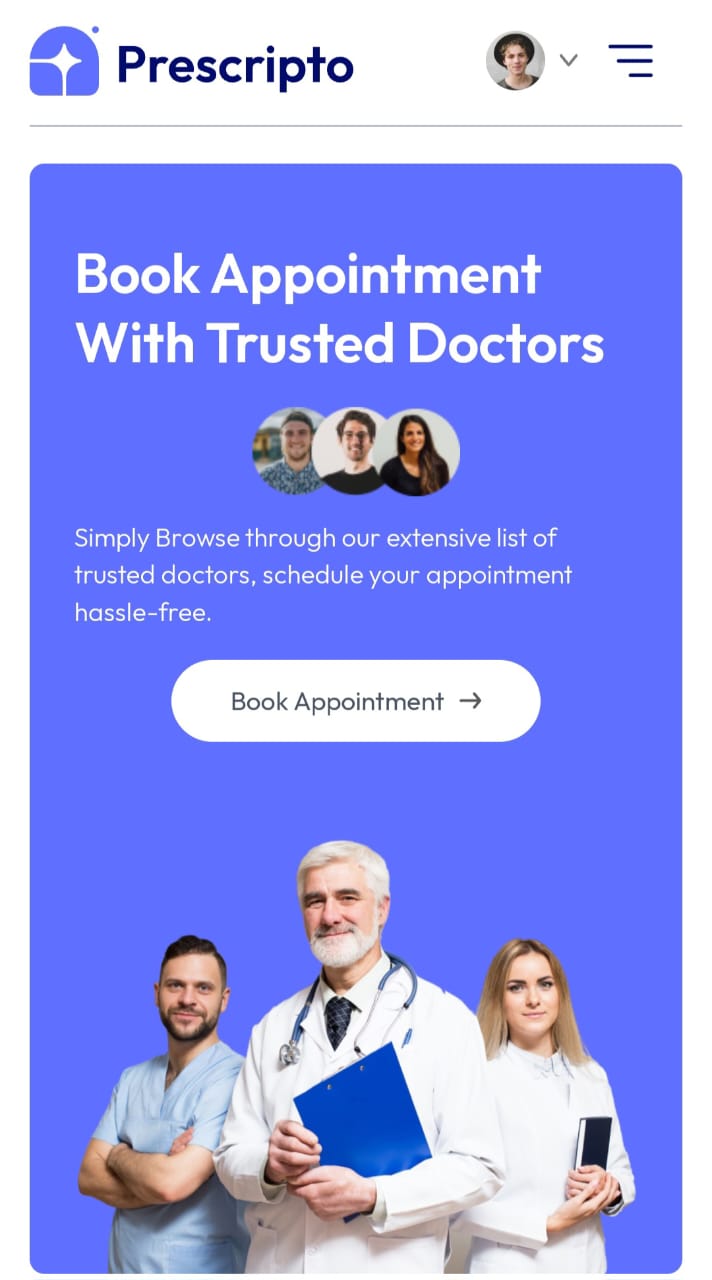 Prescripto
Book Appointment
With Trusted Doctors
Simply Browse through our extensive list of
trusted doctors, schedule your appointment
hassle-free.
Book Appointment →